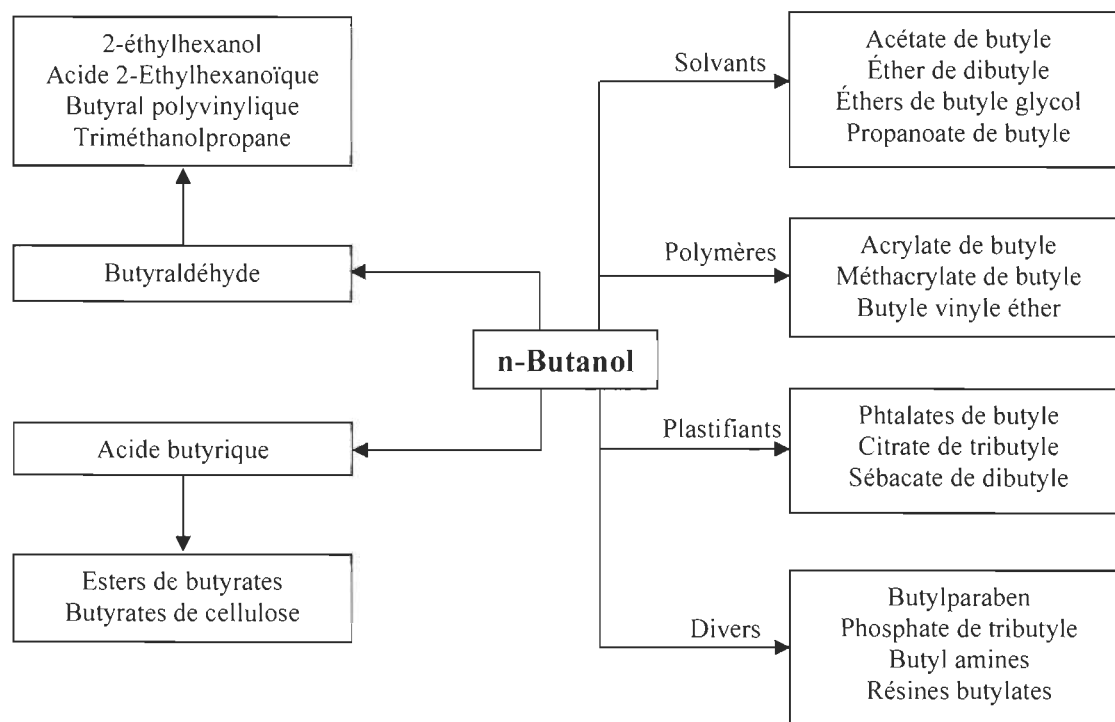 2-éthylhexanol
Acide 2-Ethylhexanoïque
Butyral polyvinylique
Triméthanolpropane
Butyraldéhyde
n-Butanol
Acide butyrique
Esters de butyrates
Butyrates de cellulose
Solvants
Acétate de butyle
Éther de dibutyle
Éthers de butyle glycol
Propanoate de butyle
Polymères
Acrylate de butyle
Méthacrylate de butyle
Butyle vinyle éther
Plastifiants
Phtalates de butyle
Citrate de tributyle
Sébacate de dibutyle
Divers
Butylparaben
Phosphate de tributyle
Butyl amines
Résines butylates